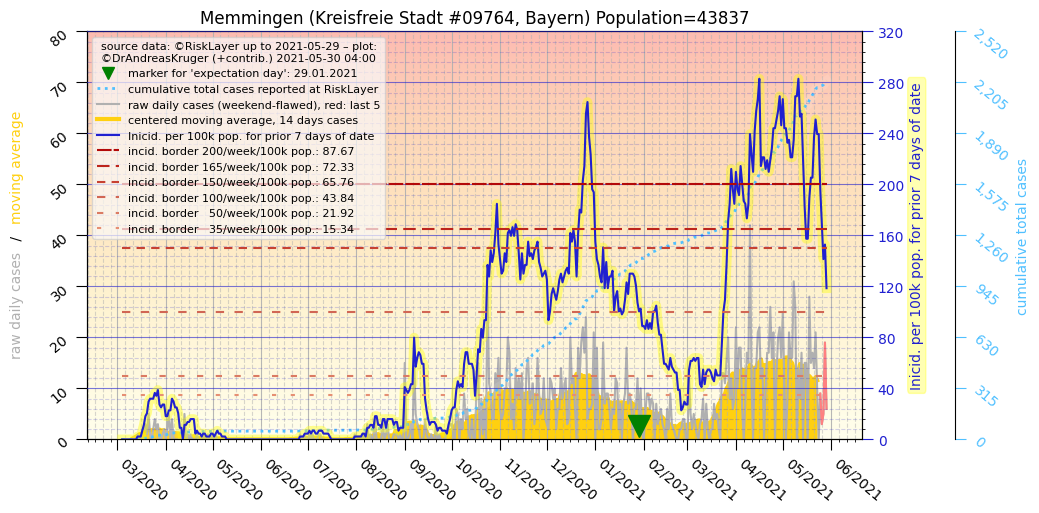 Memmingen (Kreisfreie Stadt #09764, Bayern) Population=43837
source data: ©RiskLayer up to 2021-05-29 – plot:
©DrAndreasKruger (+contrib.) 2021-05-30 04:00
marker for 'expectation day': 29.01.2021
cumulative total cases reported at RiskLayer
raw daily cases (weekend-flawed), red: last 5
centered moving average, 14 days cases
Inicid. per 100k pop. for prior 7 days of date
incid. border 200/week/100k pop.: 87.67
incid. border 165/week/100k pop.: 72.33
incid. border 150/week/100k pop.: 65.76
incid. border 100/week/100k pop.: 43.84
incid. border   50/week/100k pop.: 21.92
incid. border   35/week/100k pop.: 15.34
raw daily cases  /  moving average
80
70
60
50
40
30
20
10
0
03/2020
04/2020
05/2020
06/2020
07/2020
08/2020
09/2020
10/2020
11/2020
12/2020
01/2021
02/2021
03/2021
04/2021
05/2021
06/2021
320
280
240
200
160
120
80
40
0
Inicid. per 100k pop. for prior 7 days of date
2,520
2,205
1,890
1,575
1,260
945
630
315
0
cumulative total cases